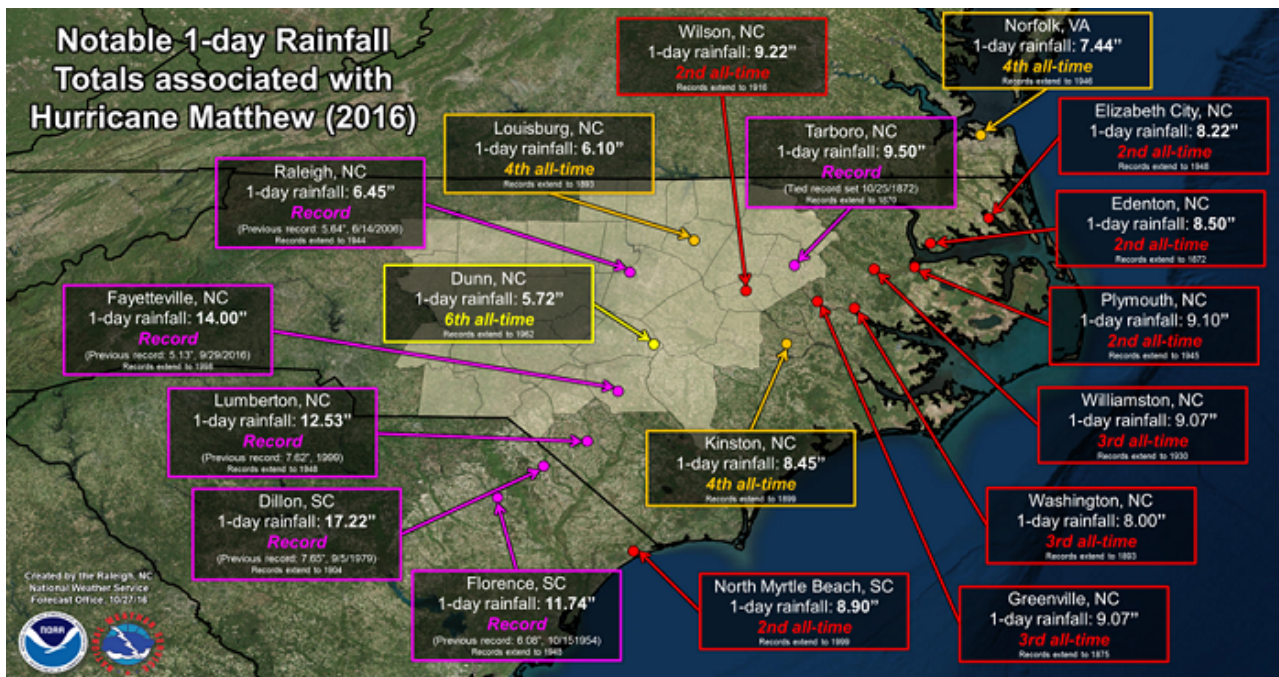 Notable 1-day Rainfall
Totals associated with
Hurricane Matthew (2016)
Wilson, NC
1-day rainfall: 9.22”
2nd all-time
Records extend to 1916
Norfolk, VA
1-day rainfall: 7.44”
4th all-time
Records extend to 1946
Louisburg, NC
1-day rainfall: 6.10”
4th all-time
Records extend to 1893
Tarboro, NC
1-day rainfall: 9.50”
Record
(Tied record set 10/25/1872)
Records extend to
Elizabeth City, NC
1-day rainfall: 8.22”
2nd all-time
Records extend to 1948
Raleigh, NC
1-day rainfall: 6.45”
Record
(Previous record: 5.64”, 6/14/2006)
Records extend to 1944
Edenton, NC
1-day rainfall: 8.50”
2nd all-time
Records extend to 1872
Dunn, NC
1-day rainfall: 5.72”
6th all-time
Records extend to 1962
Fayetteville, NC
1-day rainfall: 14.00”
Record
(Previous record: 5.13”, 9/29/2016)
Records extend to 1998
Plymouth, NC
1-day rainfall: 9.10”
2nd all-time
Records extend to 1945
Lumberton, NC
1-day rainfall: 12.53”
Record
(Previous record: 7.62”, 1999)
Records extend to 1948
Williamston, NC
1-day rainfall: 9.07”
3rd all-time
Records extend to 1930
Kinston, NC
1-day rainfall: 8.45”
4th all-time
Records extend to 1899
Dillon, SC
1-day rainfall: 17.22”
Record
(Previous record: 7.65”, 9/5/1979)
Records extend to 1904
Washington, NC
1-day rainfall: 8.00”
3rd all-time
Records extend to 1893
Florence, SC
1-day rainfall: 11.74”
Record
(Previous record: 6.08”, 10/151954)
Records extend to 1948
North Myrtle Beach, SC
1-day rainfall: 8.90”
2nd all-time
Records extend to 1999
Greenville, NC
1-day rainfall: 9.07”
3rd all-time
Records extend to 1875
Created by the Raleigh, NC
National Weather Service
Forecast Office, 10/27/16
NOAA
NATIONAL WEATHER SERVICE